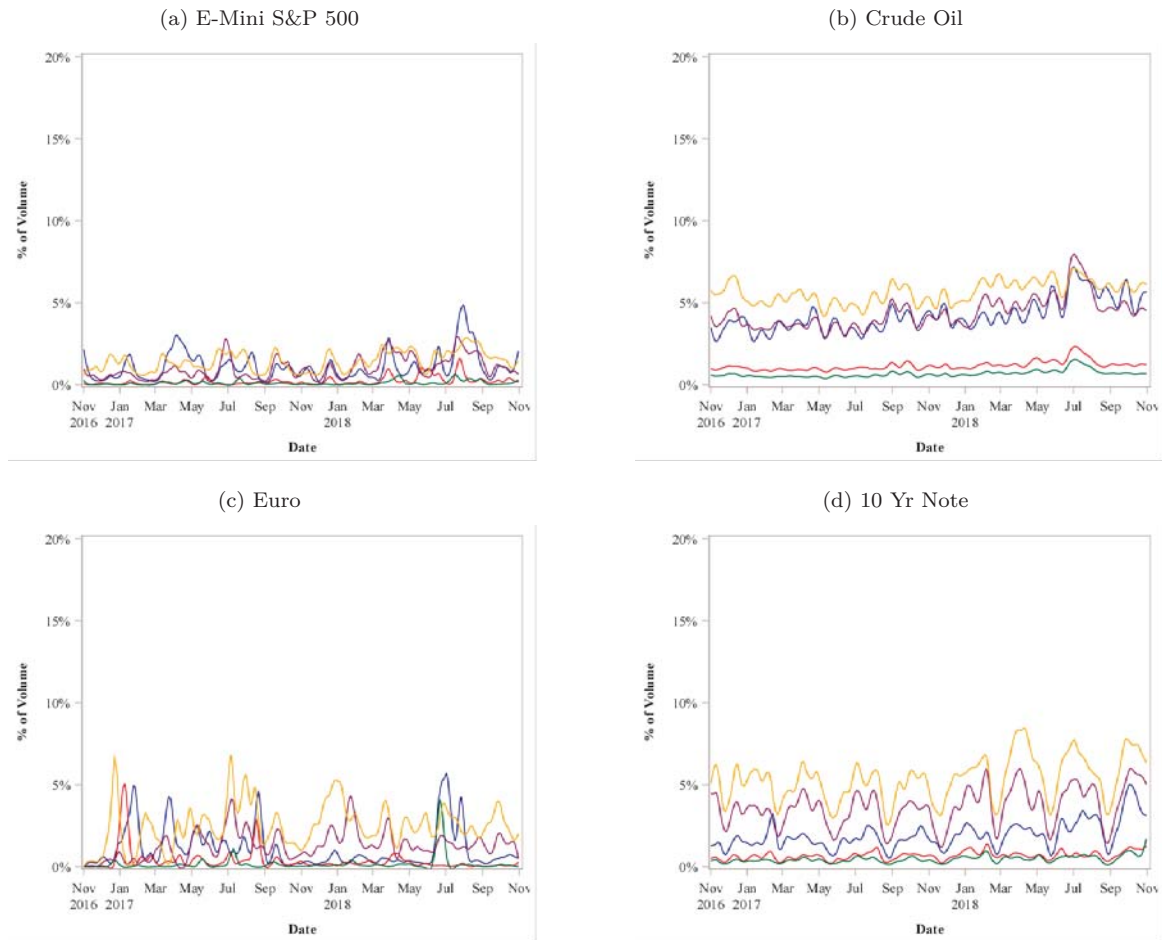 (a) E-Mini S&P 500
20%
15%
10%
5%
0%
% of Volume
Nov Jan Mar May Jul Sep Nov Jan Mar May Jul Sep Nov
2016 2017 2018
Date
(b) Crude Oil
20%
15%
10%
5%
0%
% of Volume
Nov Jan Mar May Jul Sep Nov Jan Mar May Jul Sep Nov
2016 2017 2018
Date
(c) Euro
20%
15%
10%
5%
0%
% of Volume
Nov Jan Mar May Jul Sep Nov Jan Mar May Jul Sep Nov
2016 2017 2018
Date
(d) 10 Yr Note
20%
15%
10%
5%
0%
% of Volume
Nov Jan Mar May Jul Sep Nov Jan Mar May Jul Sep Nov
2016 2017 2018
Date